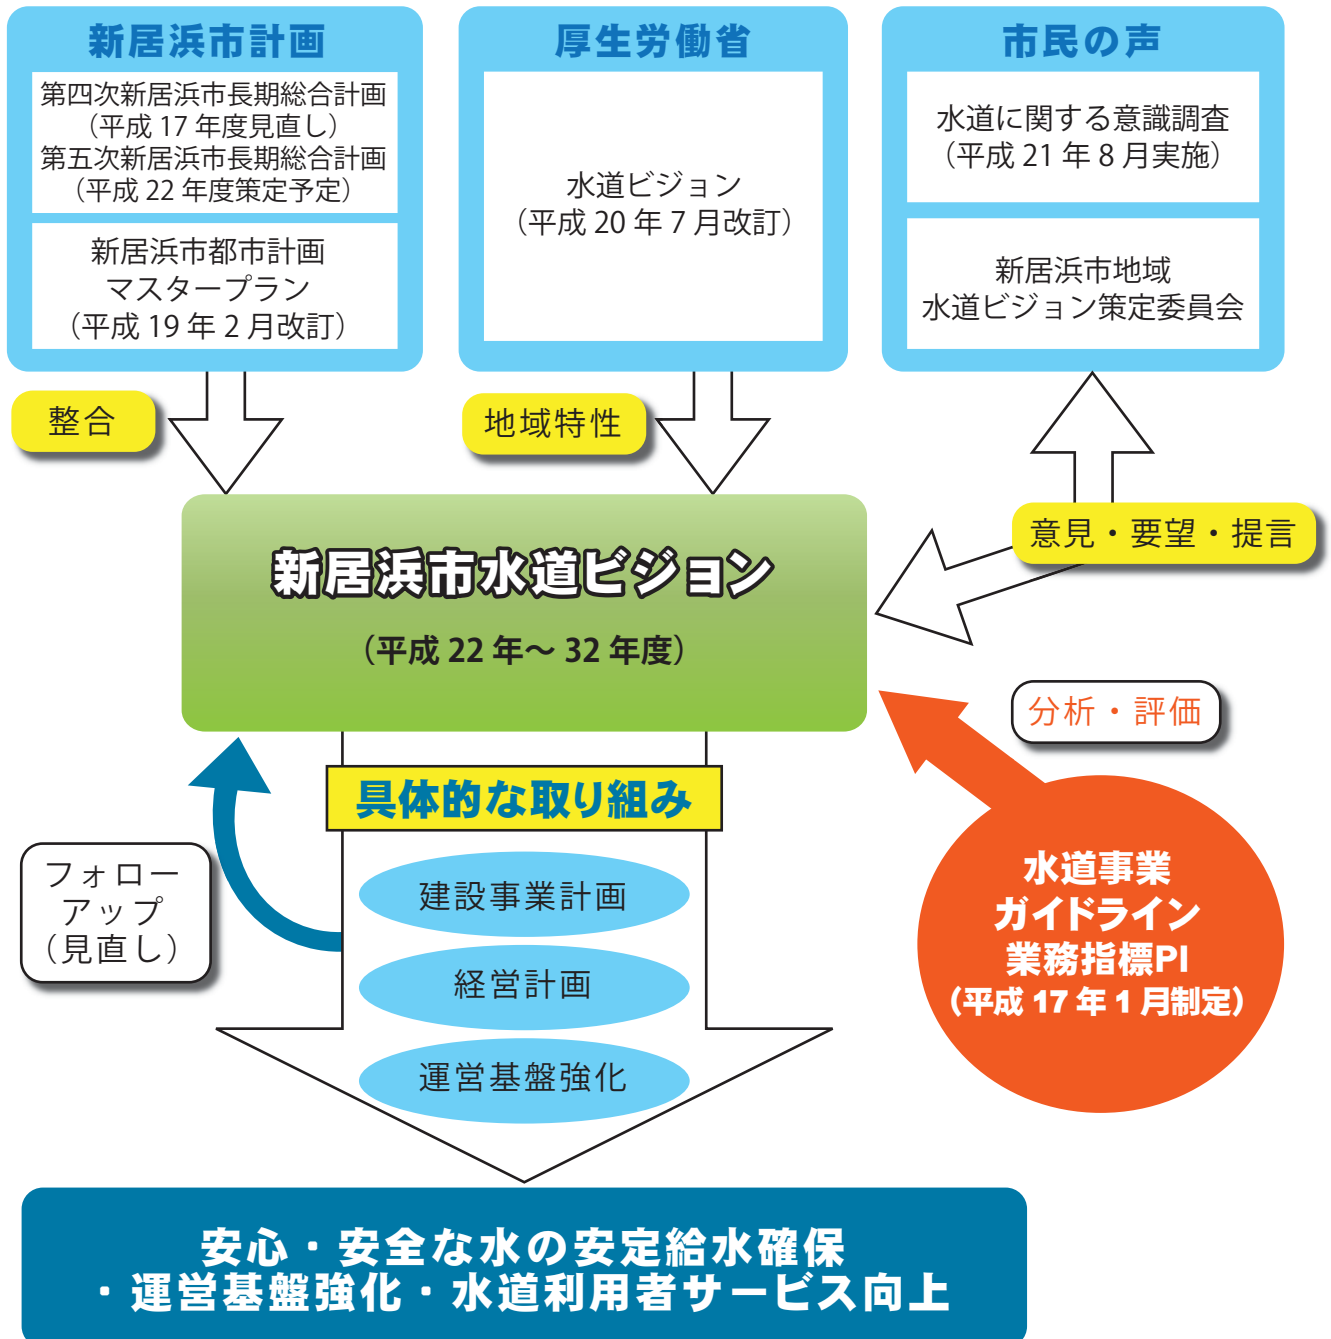 新居浜市計画
第四次新居浜市長期総合計画
（平成 17 年度見直し）
第五次新居浜市長期総合計画
（平成 22 年度策定予定）
新居浜市都市計画
マスタープラン
（平成 19 年 2 月改訂）
厚生労働省
水道ビジョン
（平成 20 年 7 月改訂）
市民の声
水道に関する意識調査
（平成 21 年 8 月実施）
新居浜市地域
水道ビジョン策定委員会
整合
地域特性
意見・要望・提言
新居浜市水道ビジョン
（平成 22 年～ 32 年度）
分析・評価
具体的な取り組み
フォロー
アップ
（見直し）
建設事業計画
経営計画
運営基盤強化
水道事業
ガイドライン
業務指標PI
（平成 17 年 1 月制定）
安心・安全な水の安定給水確保
・運営基盤強化・水道利用者サービス向上